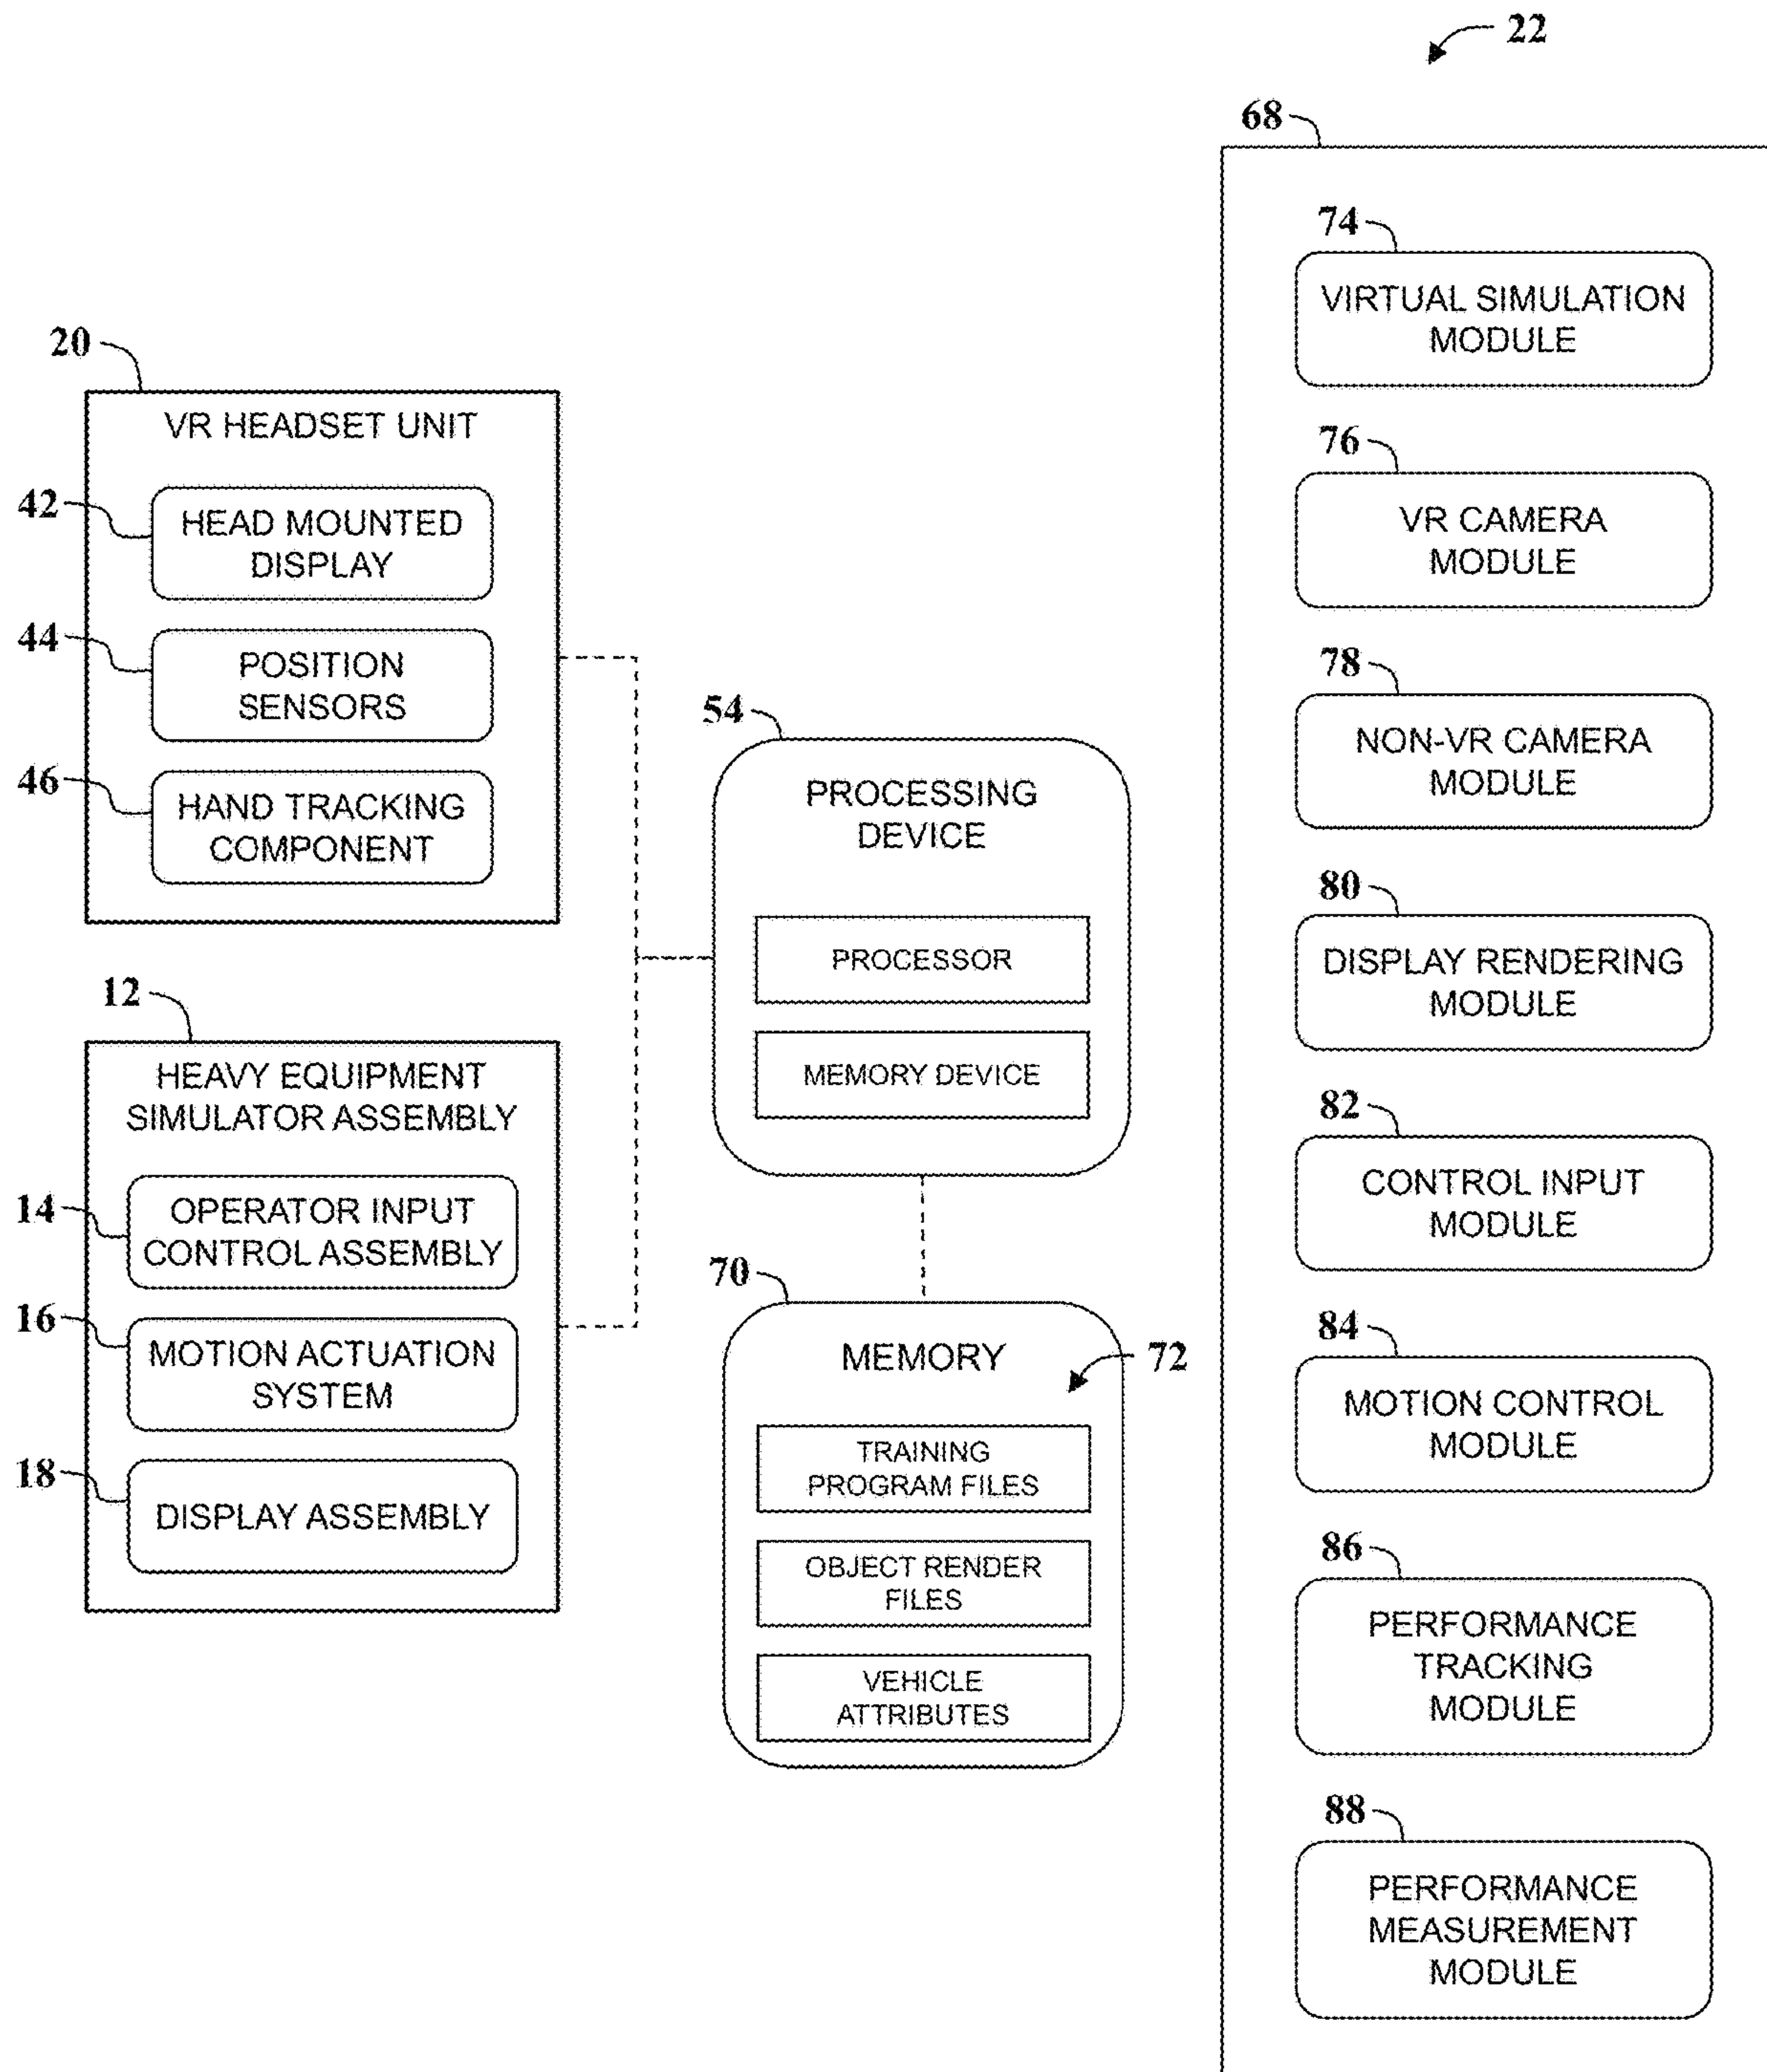 22
68
74
VIRTUAL SIMULATION
MODULE
76
VR CAMERA
MODULE
78
NON-VR CAMERA
MODULE
80
DISPLAY RENDERING
MODULE
82
CONTROL INPUT
MODULE
84
MOTION CONTROL
MODULE
86
PERFORMANCE
TRACKING
MODULE
88
PERFORMANCE
MEASUREMENT
MODULE
20
VR HEADSET UNIT
42
HEAD MOUNTED
DISPLAY
44
POSITION
SENSORS
46
HAND TRACKING
COMPONENT
12
HEAVY EQUIPMENT
SIMULATOR ASSEMBLY
14
OPERATOR INPUT
CONTROL ASSEMBLY
16
MOTION ACTUATION
SYSTEM
18
DISPLAY ASSEMBLY
54
PROCESSING
DEVICE
PROCESSOR
MEMORY DEVICE
70
MEMORY
72
TRAINING
PROGRAM FILES
OBJECT RENDER
FILES
VEHICLE
ATTRIBUTES